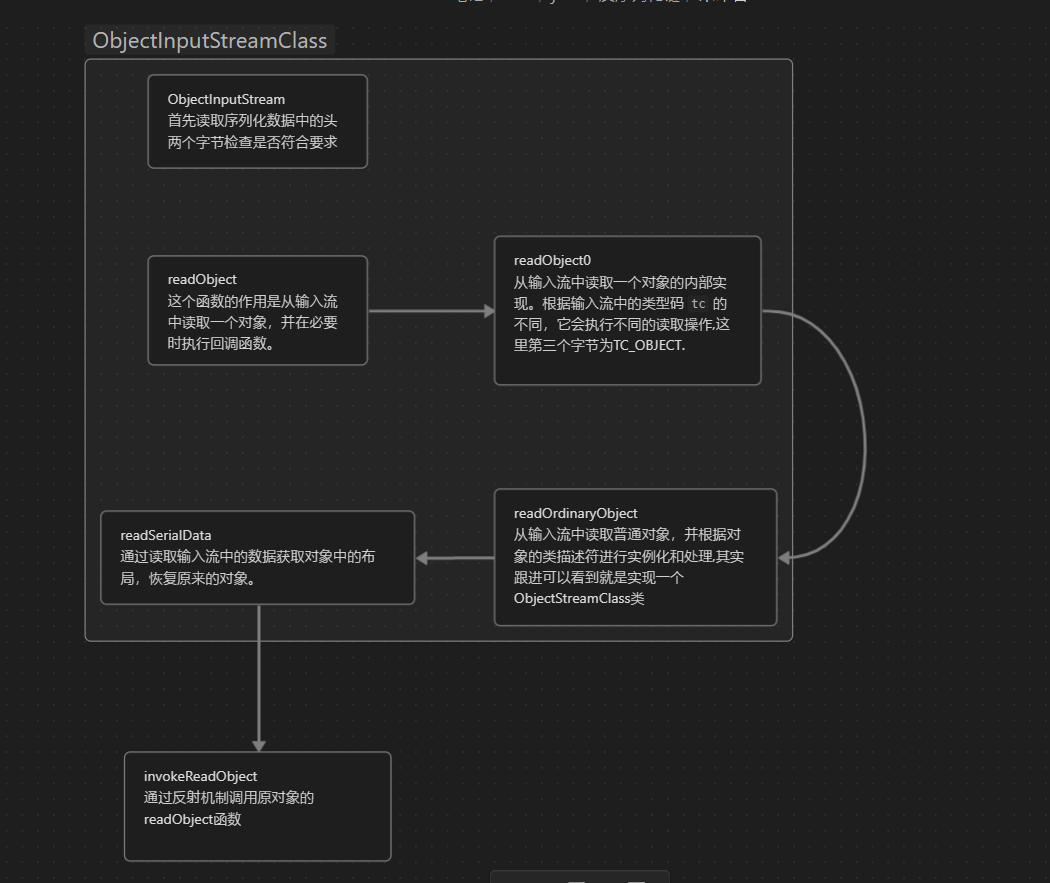 ObjectInputStreamClass
ObjectInputStream
首先读取序列化数据中的头
两个字节检查是否符合要求
readObject
这个函数的作用是从输入流
中读取一个对象，并在必要
时执行回调函数。
readObject0
从输入流中读取一个对象的内部实
现。根据输入流中的类型码 tc 的
不同，它会执行不同的读取操作,这
里第三个字节为TC_OBJECT.
readOrdinaryObject
从输入流中读取普通对象，并根据对
象的类描述符进行实例化和处理,其实
跟进可以看到就是实现一个
ObjectStreamClass类
readSerialData
通过读取输入流中的数据获取对象中的布
局，恢复原来的对象。
invokeReadObject
通过反射机制调用原对象的
readObject函数